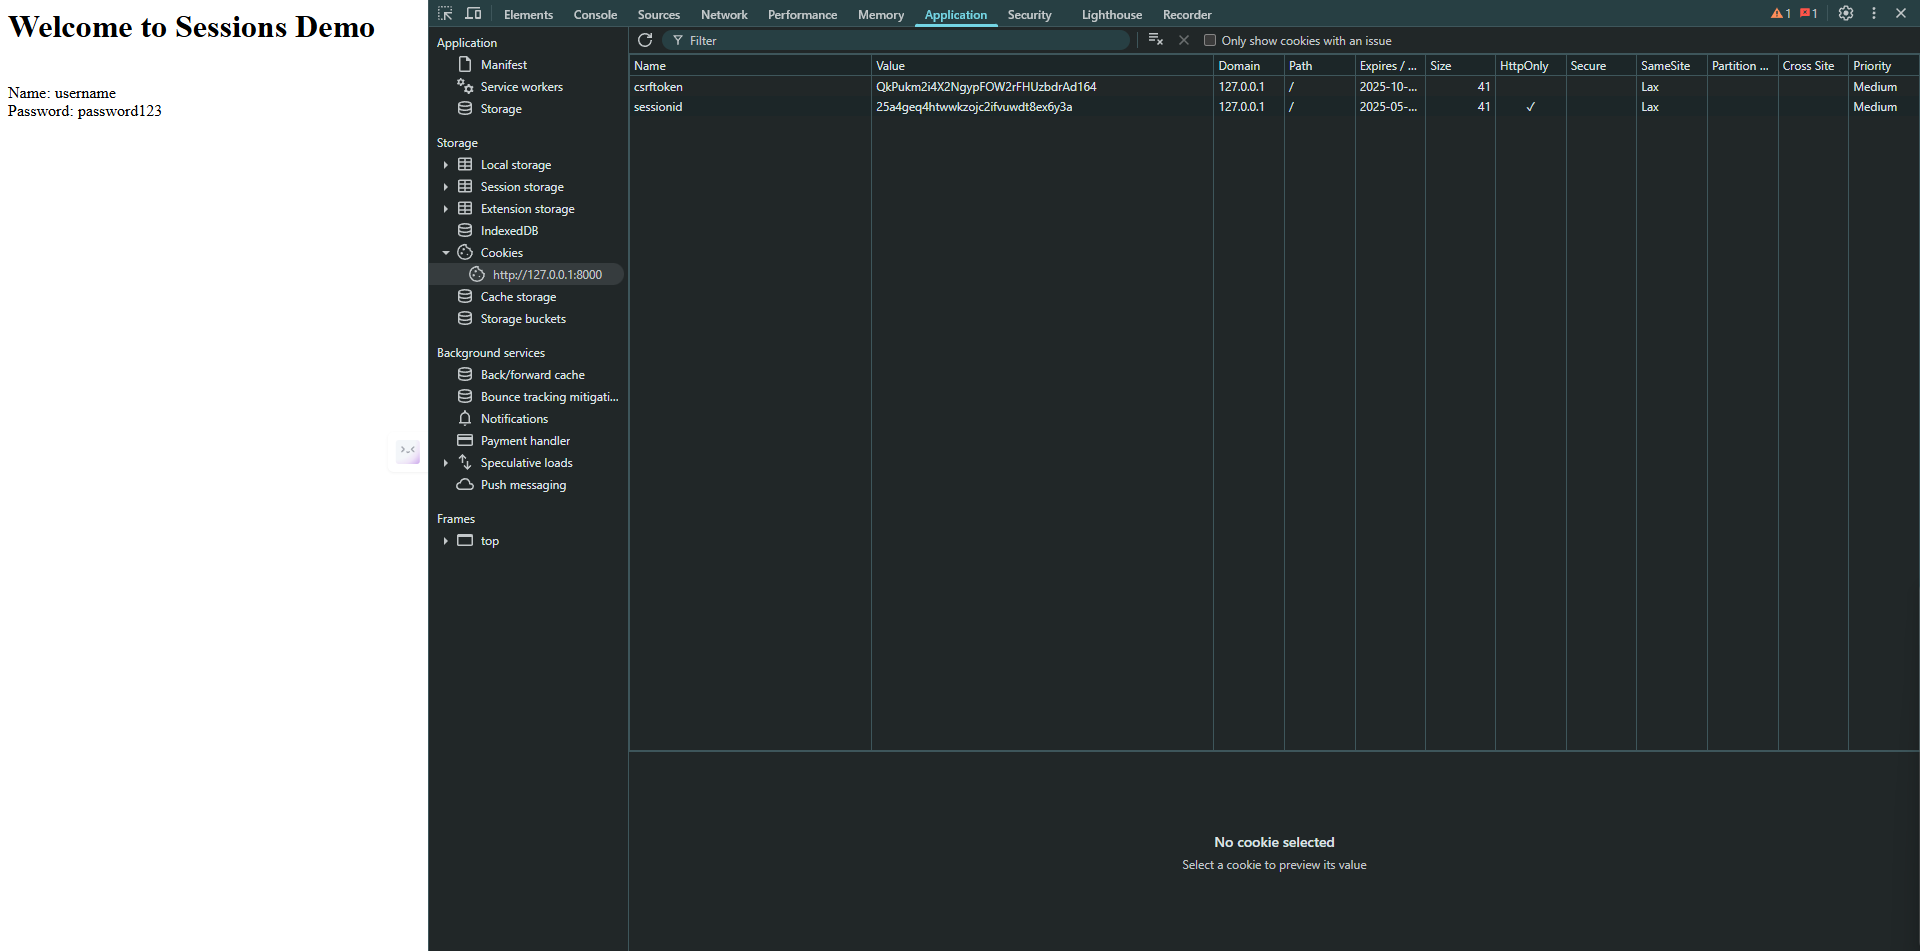 Welcome to Sessions Demo
Name: username
Password: password123
Elements Console Sources Network Performance Memory Application Security Lighthouse Recorder 1 1
Application
Manifest
Service workers
Storage
Storage
Local storage
Session storage
Extension storage
IndexedDB
Cookies
http://127.0.0.1:8000
Cache storage
Storage buckets
Background services
Back/forward cache
Bounce tracking mitigati...
Notifications
Payment handler
Speculative loads
Push messaging
Frames
top
Filter Only show cookies with an issue
Name Value Domain Path Expires / ... Size HttpOnly Secure SameSite Partition ... Cross Site Priority
csrftoken QkPukm2i4X2NgypFOW2rFHUzbdrAd164 127.0.0.1 / 2025-10-... 41 Lax Medium
sessionid 25a4geq4htwwkzojc2ifvuwdt8ex6y3a 127.0.0.1 / 2025-05-... 41 ✓ Lax Medium
No cookie selected
Select a cookie to preview its value